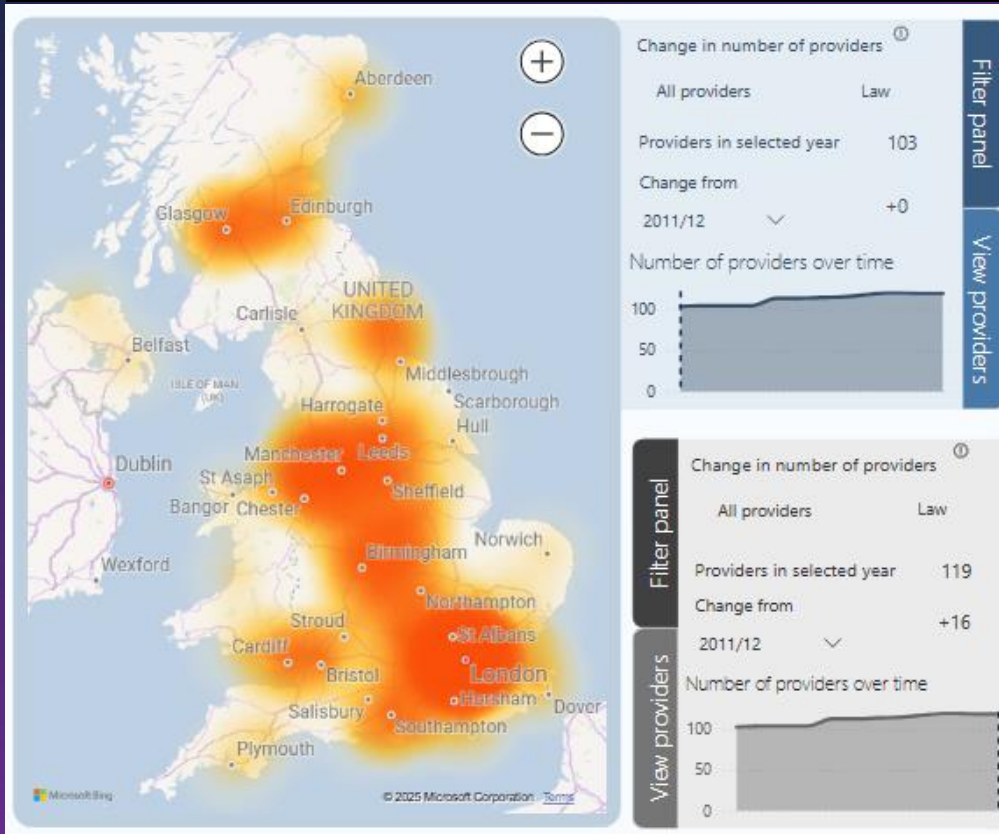 Aberdeen
Glasgow
Edinburgh
UNITED
KINGDOM
Carlisle
Belfast
ISLE OF MAN
(UK)
Middlesbrough
Scarborough
Harrogate
Hull
Manchester
Leeds
Dublin
St Asaph
Sheffield
Bangor
Chester
Birmingham
Norwich
Wexford
Northampton
Stroud
St Albans
Cardiff
London
Bristol
Horsham
Salisbury
Dover
Southampton
Plymouth
Microsoft Bing
© 2025 Microsoft Corporation Terms
Change in number of providers
All providers Law
Providers in selected year 103
Change from
2011/12 +0
Number of providers over time
100
50
0
Filter panel
View providers
Change in number of providers
All providers Law
Providers in selected year 119
Change from
2011/12 +16
Number of providers over time
100
50
0
Filter panel
View providers